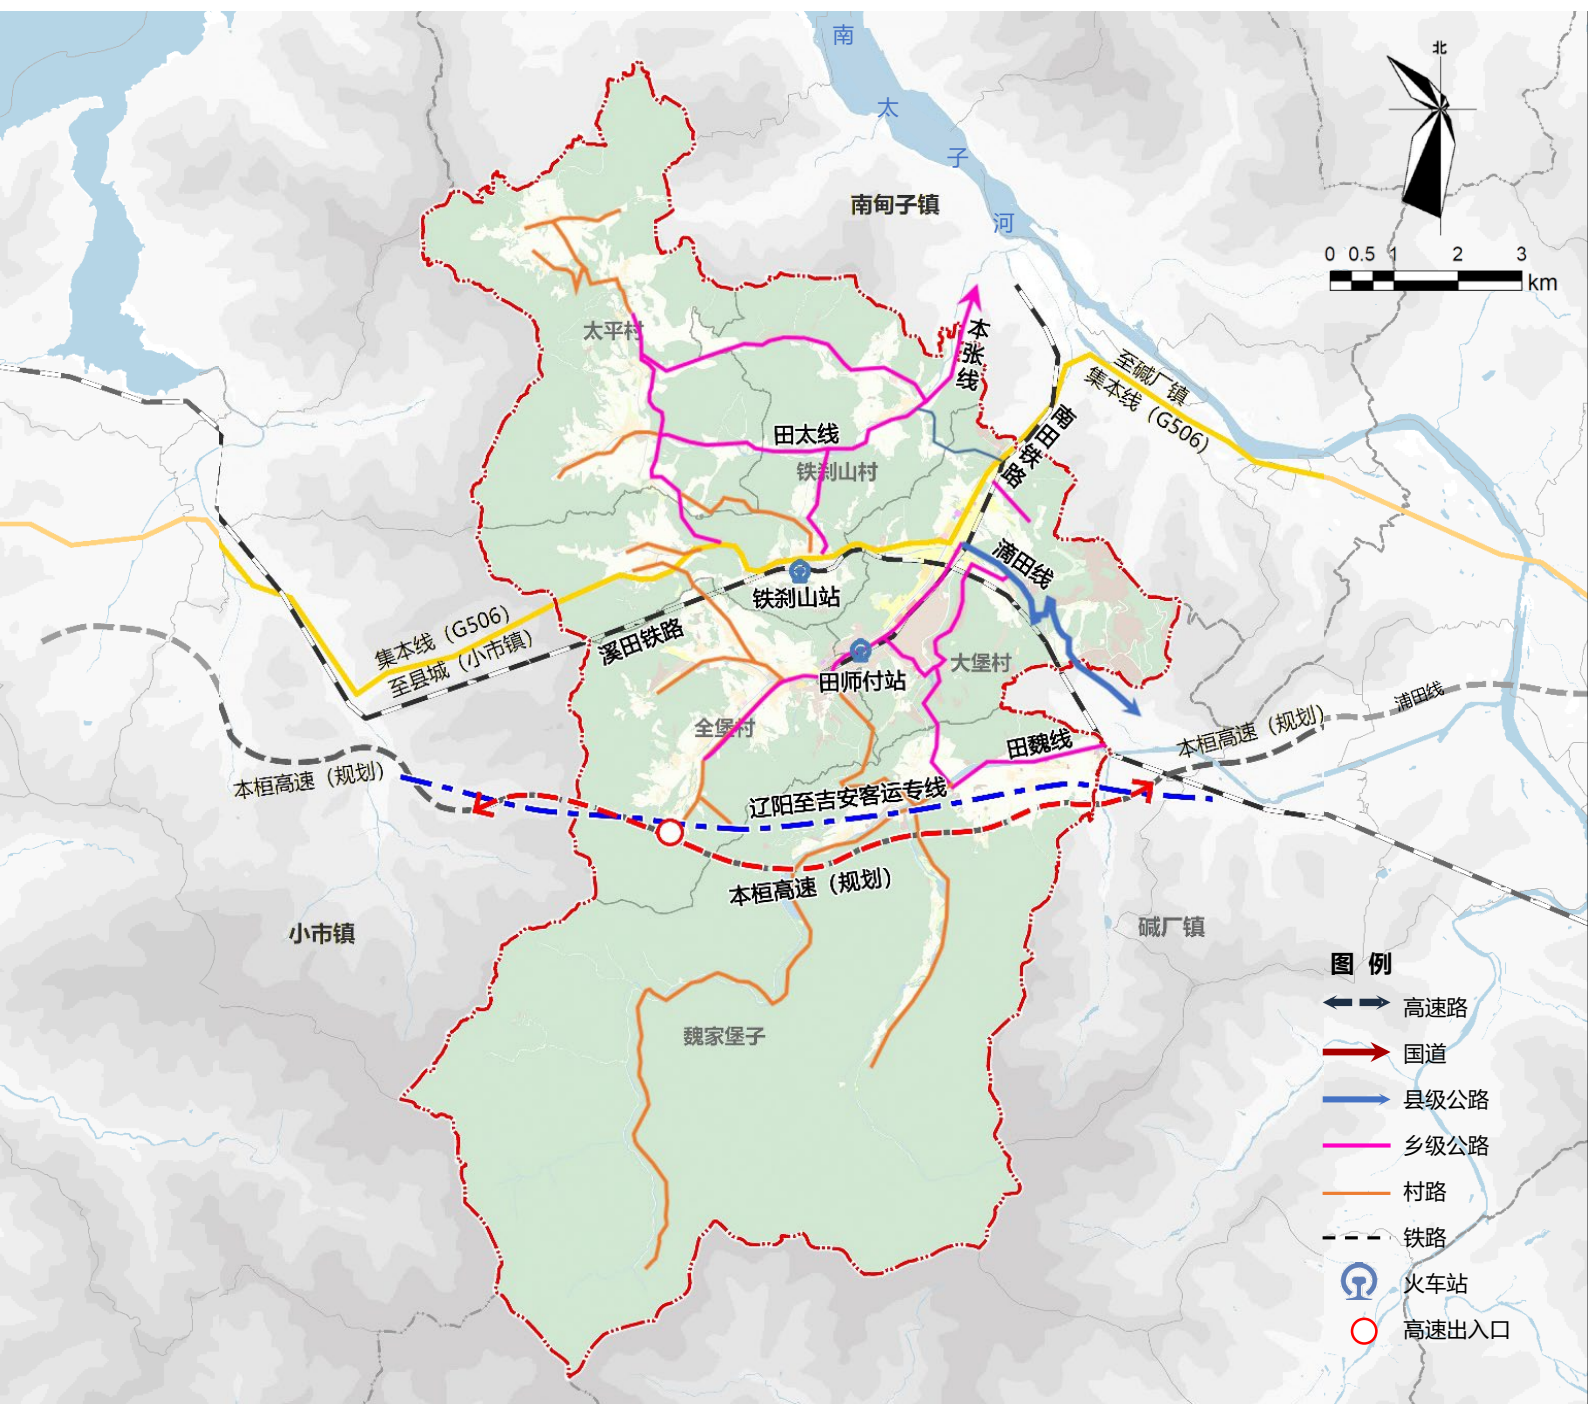 南
太
子
河
北
南甸子镇
0 0.5 1 2 3
km
太平村
本张线
至碱厂镇
集本线（G506）
南田铁路
田太线
铁刹山村
滴田线
铁刹山站
集本线（G506）
至县城（小市镇）
溪田铁路
大堡村
田师付站
浦田线
全堡村
田魏线
本桓高速（规划）
本桓高速（规划）
辽阳至吉安客运专线
本桓高速（规划）
小市镇
碱厂镇
魏家堡子
图 例
高速路
国道
县级公路
乡级公路
村路
铁路
火车站
高速出入口